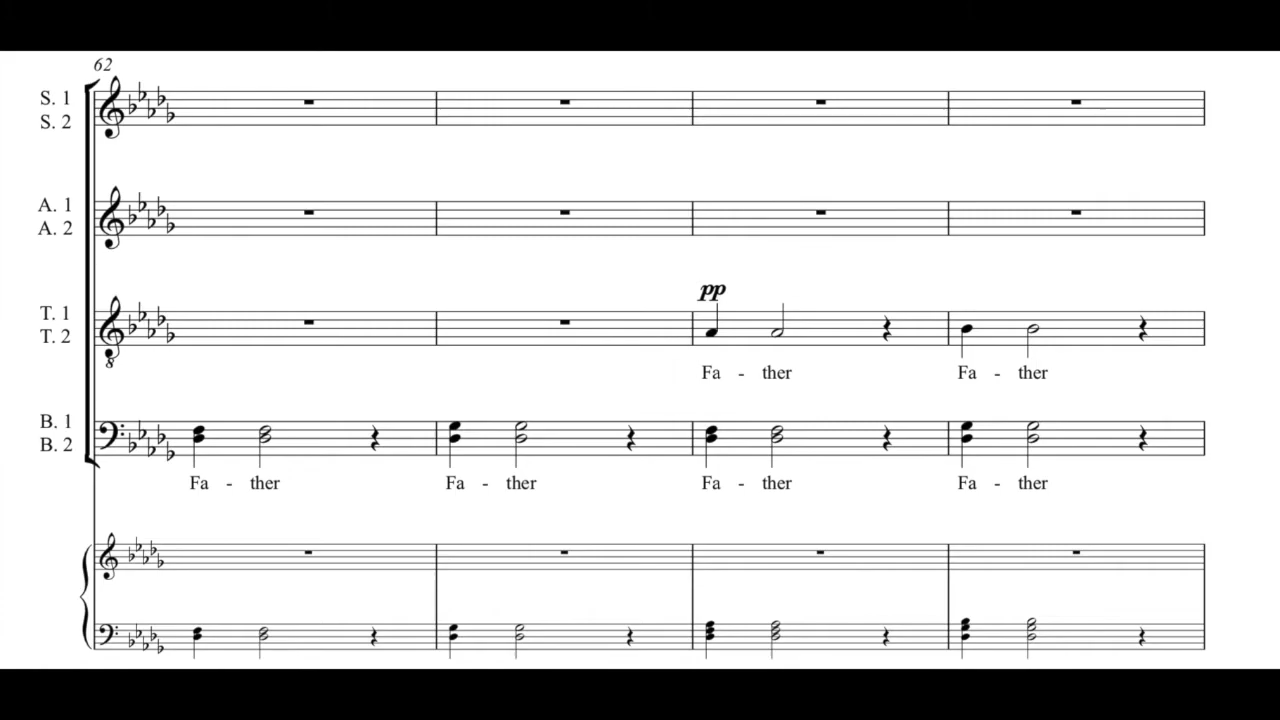 62
S. 1
S. 2
A. 1
A. 2
T. 1
T. 2
pp
8
Fa - ther Fa - ther
B. 1
B. 2
Fa - ther Fa - ther Fa - ther Fa - ther